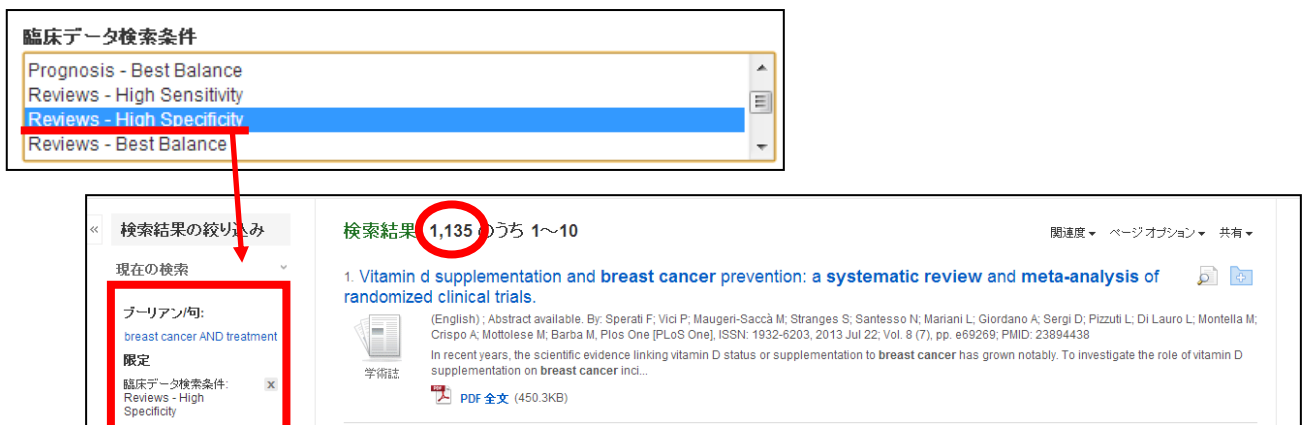 臨床データ検索条件
Prognosis - Best Balance
Reviews - High Sensitivity
Reviews - High Specificity
Reviews - Best Balance
« 検索結果の絞り込み
検索結果 1,135 のうち 1～10
関連度 ページ オプション 共有
現在の検索
1. Vitamin d supplementation and breast cancer prevention: a systematic review and meta-analysis of
randomized clinical trials.
ブーリアン/句:
breast cancer AND treatment
限定
臨床データ検索条件: x
Reviews - High
Specificity
(English) ; Abstract available. By: Sperati F; Vici P; Maugeri-Saccà M; Stranges S; Santesso N; Mariani L; Giordano A; Sergi D; Pizzuti L; Di Lauro L; Montella M;
Crispo A; Mottolese M; Barba M, Plos One [PLoS One], ISSN: 1932-6203, 2013 Jul 22; Vol. 8 (7), pp. e69269; PMID: 23894438
In recent years, the scientific evidence linking vitamin D status or supplementation to breast cancer has grown notably. To investigate the role of vitamin D
supplementation on breast cancer inci...
学術誌
PDF 全文 (450.3KB)